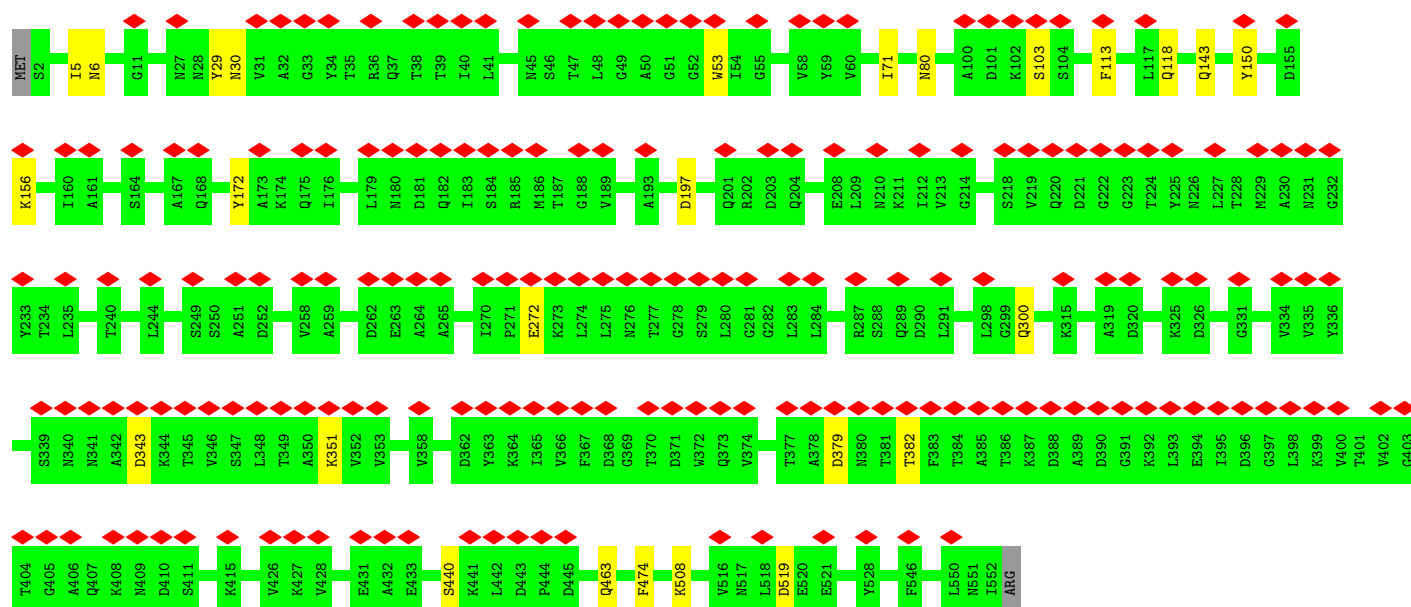 MET S2 I5 N6 G11 N27 N28 Y29 N30 V31 A32 G33 Y34 T35 R36 Q37 T38 T39 I40 L41 N45 S46 T47 L48 G49 A50 G51 G52 W53 I54 G55 V58 Y59 V60 I71 N80 A100 D101 K102 S103 S104 F113 L117 Q118 Q143 Y150 D155
K156 I160 A161 S164 A167 Q168 Y172 A173 K174 Q175 I176 L179 N180 D181 Q182 I183 S184 R185 M186 T187 G188 V189 A193 D197 Q201 R202 D203 Q204 E208 L209 N210 K211 I212 V213 G214 S218 V219 Q220 D221 G222 G223 T224 Y225 N226 L227 T228 M229 A230 N231 G232
Y233 T234 L235 T240 L244 S249 S250 A251 D252 V258 A259 D262 E263 A264 A265 I270 P271 E272 K273 L274 L275 N276 T277 G278 S279 L280 G281 G282 L283 L284 R287 S288 Q289 D290 L291 L298 G299 Q300 K315 A319 D320 K325 D326 G331 V334 V335 Y336
S339 N340 N341 A342 D343 K344 T345 V346 S347 L348 T349 A350 K351 V352 V353 V358 D362 Y363 K364 I365 V366 F367 D368 G369 T370 D371 W372 Q373 V374 T377 A378 D379 N380 T381 T382 F383 T384 A385 T386 K387 D388 A389 D390 G391 K392 L393 E394 I395 D396 G397 L398 K399 V400 T401 V402 G403
T404 G405 A406 Q407 K408 N409 D410 S411 K415 V426 K427 V428 E431 A432 E433 S440 K441 L442 D443 P444 D445 Q463 F474 K508 V516 N517 L518 D519 E520 E521 Y528 F546 L550 N551 I552 ARG